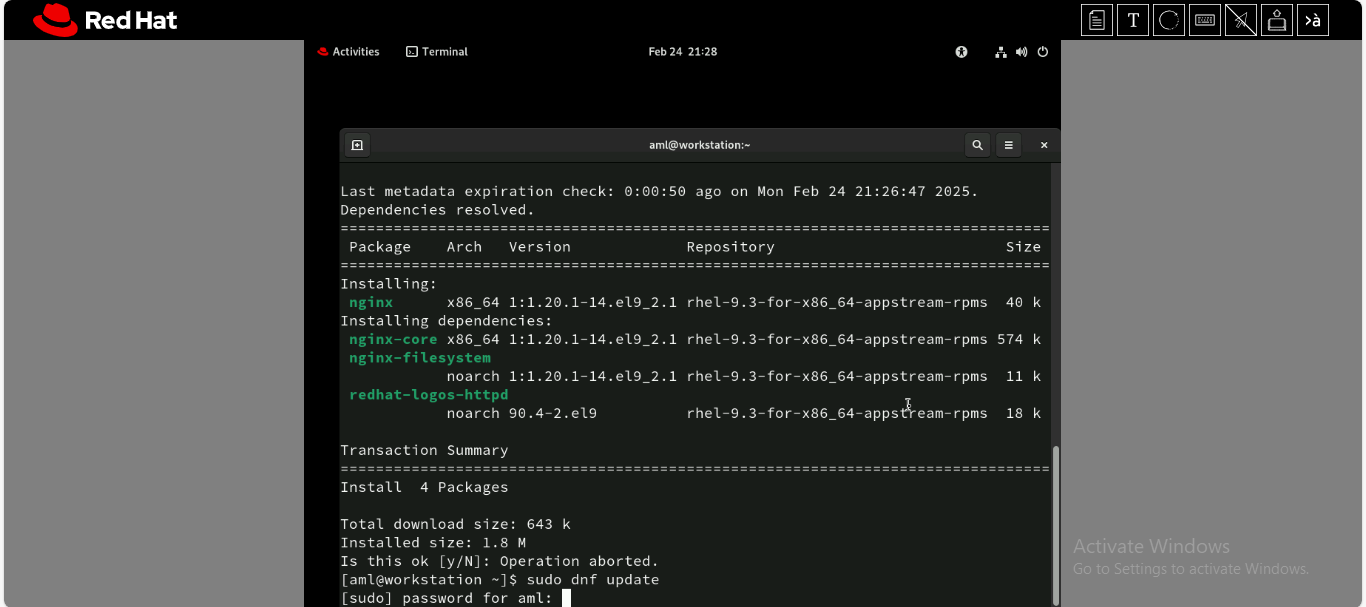 Red Hat
T
>à
Activities Terminal Feb 24 21:28
aml@workstation:~
Last metadata expiration check: 0:00:50 ago on Mon Feb 24 21:26:47 2025.
Dependencies resolved.
================================================================================
Package Arch Version Repository Size
================================================================================
Installing:
nginx x86_64 1:1.20.1-14.el9_2.1 rhel-9.3-for-x86_64-appstream-rpms 40 k
Installing dependencies:
nginx-core x86_64 1:1.20.1-14.el9_2.1 rhel-9.3-for-x86_64-appstream-rpms 574 k
nginx-filesystem
noarch 1:1.20.1-14.el9_2.1 rhel-9.3-for-x86_64-appstream-rpms 11 k
redhat-logos-httpd
noarch 90.4-2.el9 rhel-9.3-for-x86_64-appstream-rpms 18 k
Transaction Summary
================================================================================
Install 4 Packages
Total download size: 643 k
Installed size: 1.8 M
Is this ok [y/N]: Operation aborted.
[aml@workstation ~]$ sudo dnf update
[sudo] password for aml:
Activate Windows
Go to Settings to activate Windows.